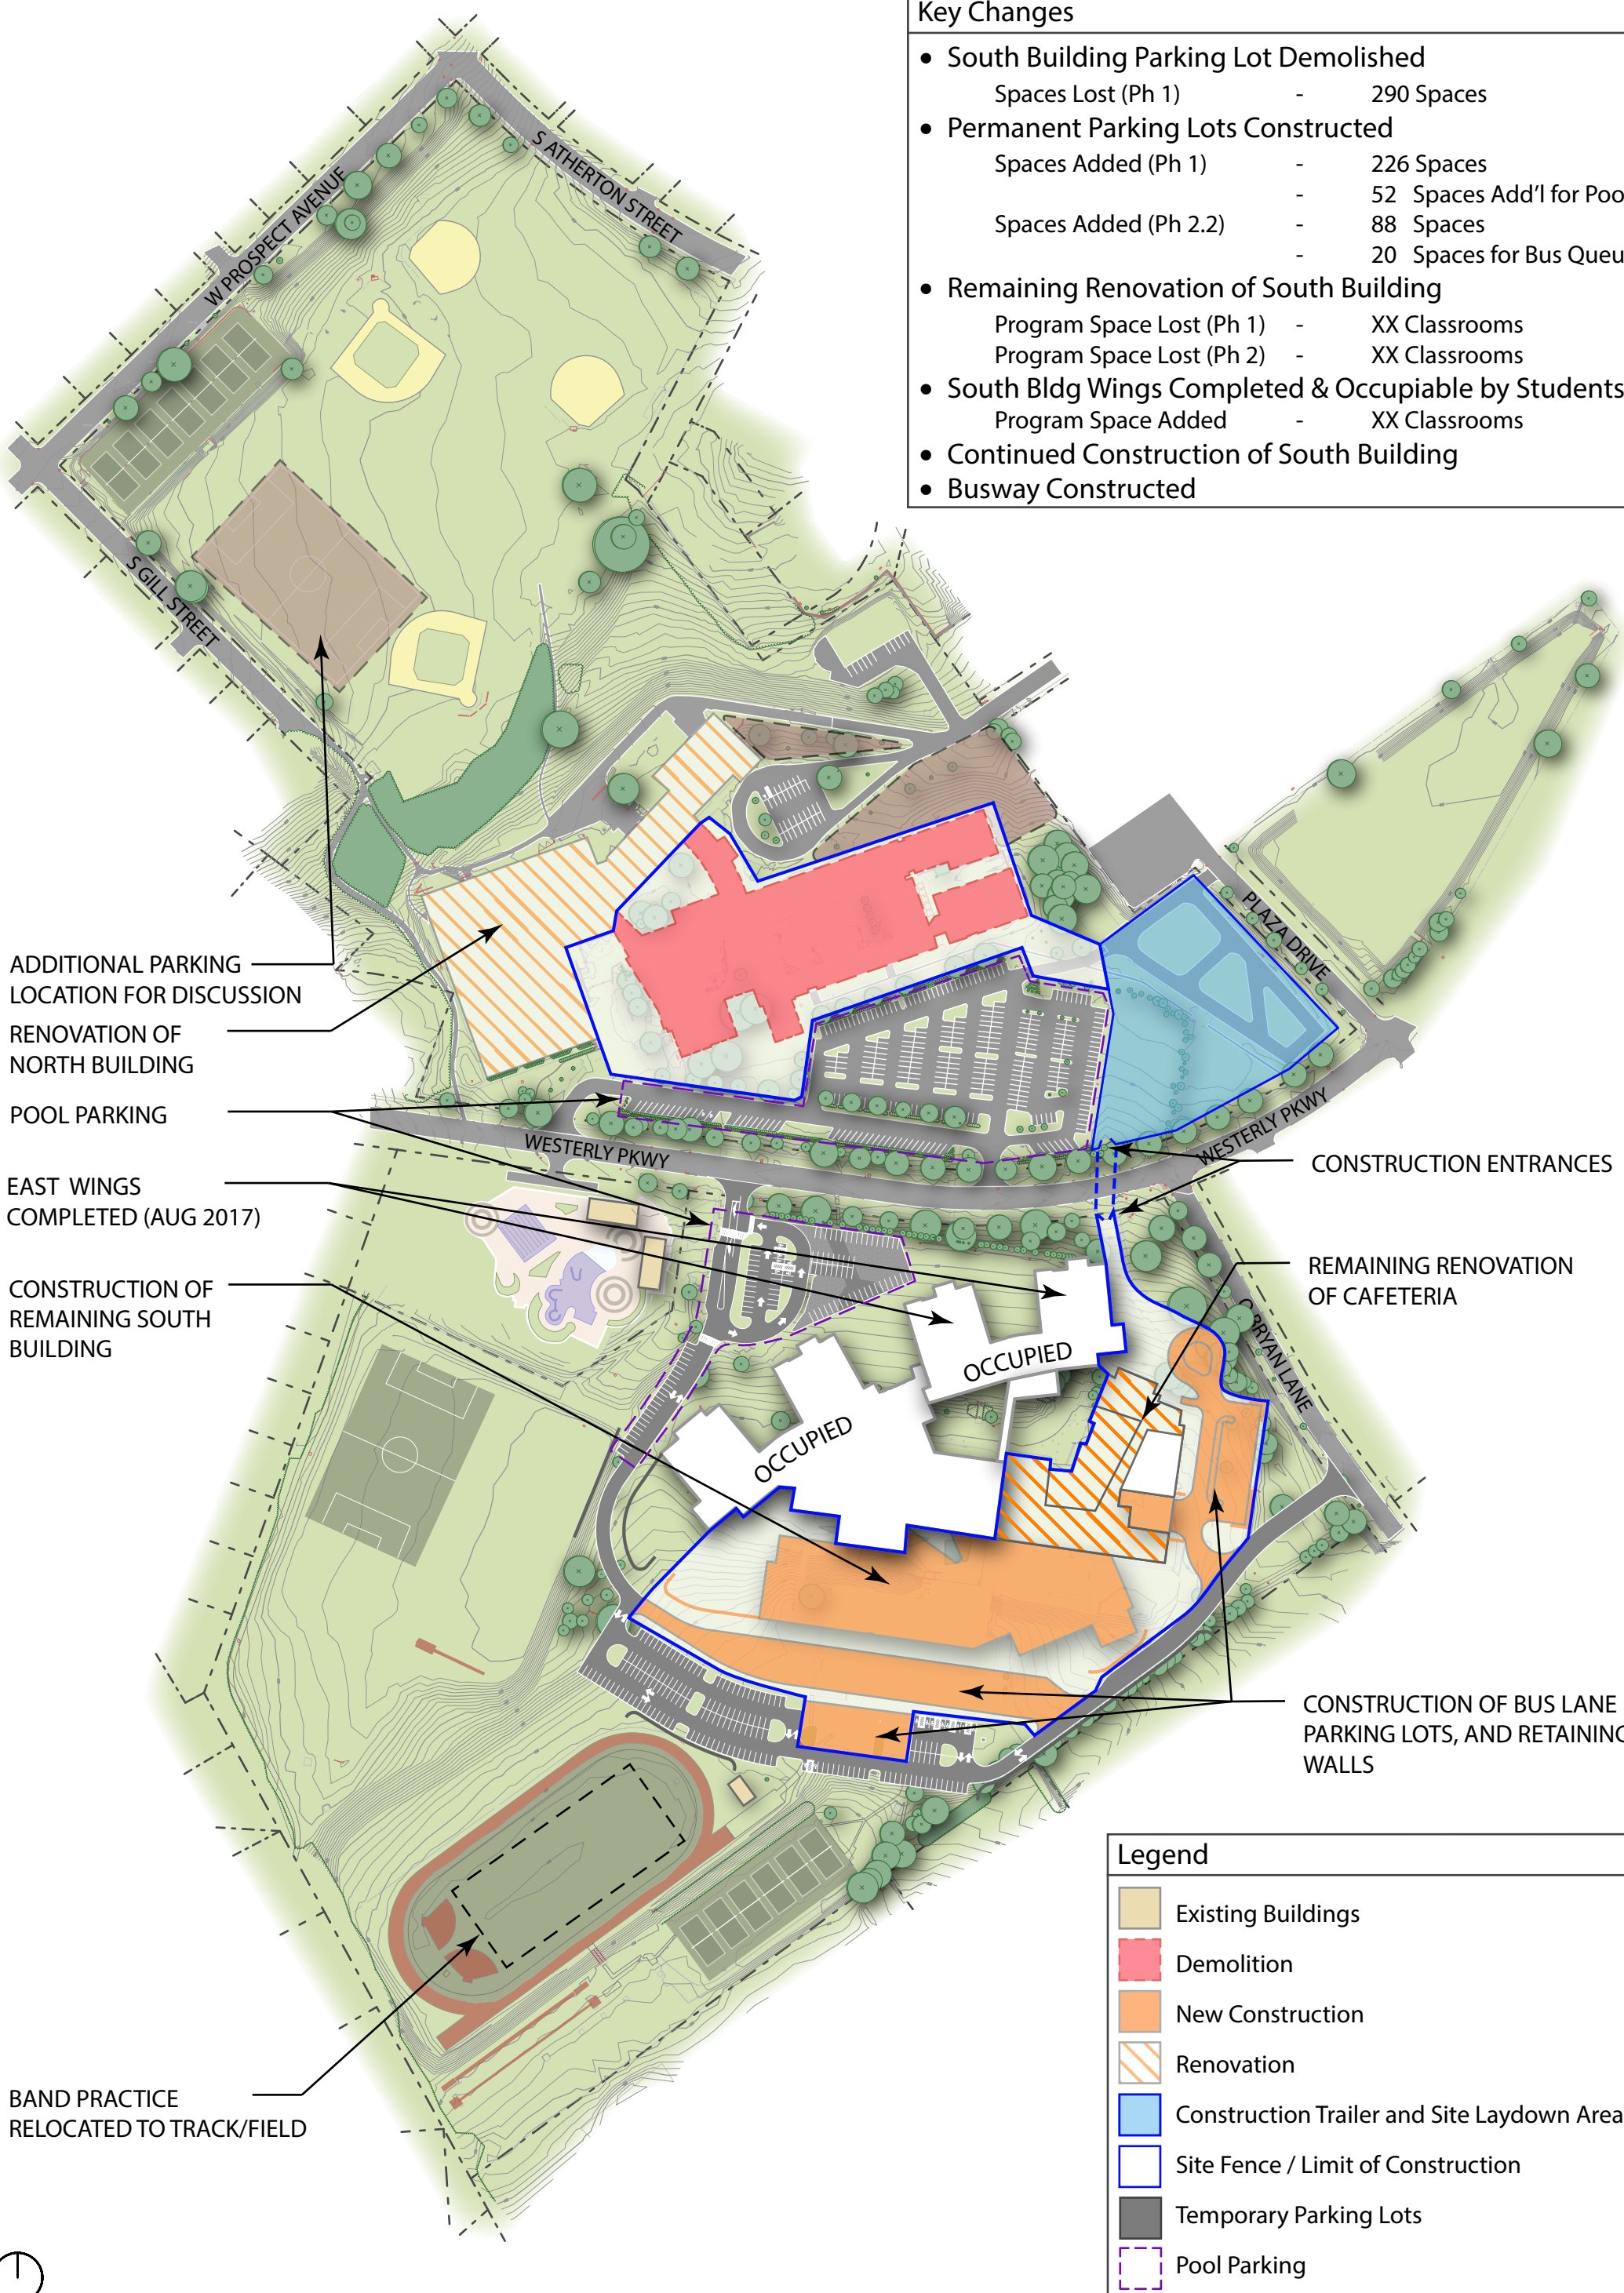 Key Changes
• South Building Parking Lot Demolished
Spaces Lost (Ph 1) - 290 Spaces
• Permanent Parking Lots Constructed
Spaces Added (Ph 1) - 226 Spaces
- 52 Spaces Add'l for Poo
Spaces Added (Ph 2.2) - 88 Spaces
- 20 Spaces for Bus Queu
• Remaining Renovation of South Building
Program Space Lost (Ph 1) - XX Classrooms
Program Space Lost (Ph 2) - XX Classrooms
• South Bldg Wings Completed & Occupiable by Students
Program Space Added - XX Classrooms
• Continued Construction of South Building
• Busway Constructed
S ATHERTON STREET
W PROSPECT AVENUE
S GILL STREET
PLAZA DRIVE
ADDITIONAL PARKING
LOCATION FOR DISCUSSION
RENOVATION OF
NORTH BUILDING
POOL PARKING
WESTERLY PKWY
WESTERLY PKWY
CONSTRUCTION ENTRANCES
EAST WINGS
COMPLETED (AUG 2017)
CONSTRUCTION OF
REMAINING SOUTH
BUILDING
REMAINING RENOVATION
OF CAFETERIA
OCCUPIED
OCCUPIED
O'BRYAN LANE
CONSTRUCTION OF BUS LANE
PARKING LOTS, AND RETAINING
WALLS
BAND PRACTICE
RELOCATED TO TRACK/FIELD
Legend
Existing Buildings
Demolition
New Construction
Renovation
Construction Trailer and Site Laydown Area
Site Fence / Limit of Construction
Temporary Parking Lots
Pool Parking